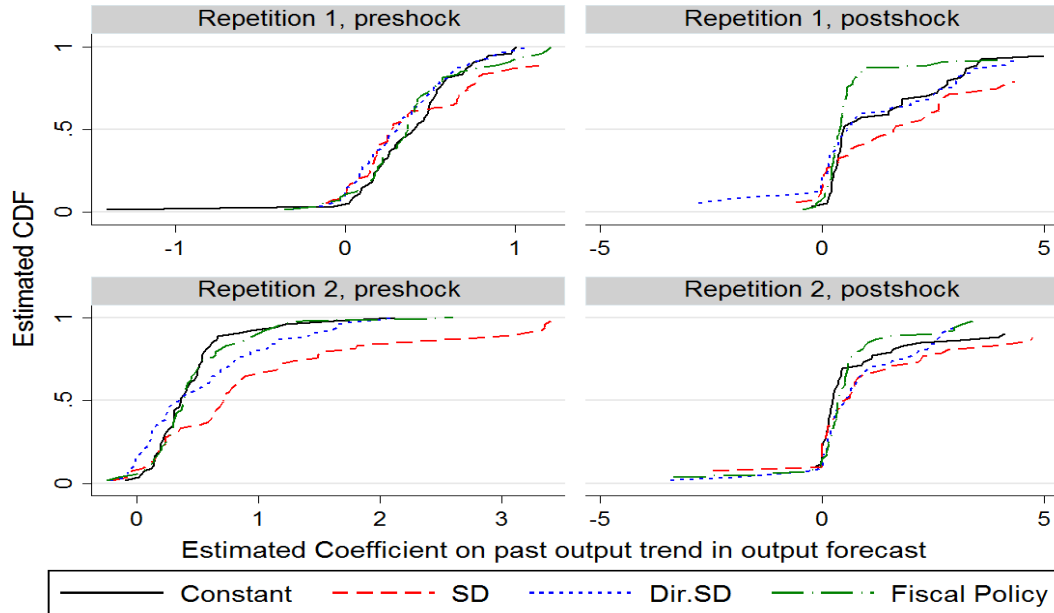 Repetition 1, preshock
Repetition 1, postshock
Estimated CDF
1
.5
0
-1
0
1
-5
0
5
Repetition 2, preshock
Repetition 2, postshock
1
.5
0
0
1
2
3
-5
0
5
Estimated Coefficient on past output trend in output forecast
Constant
SD
Dir.SD
Fiscal Policy